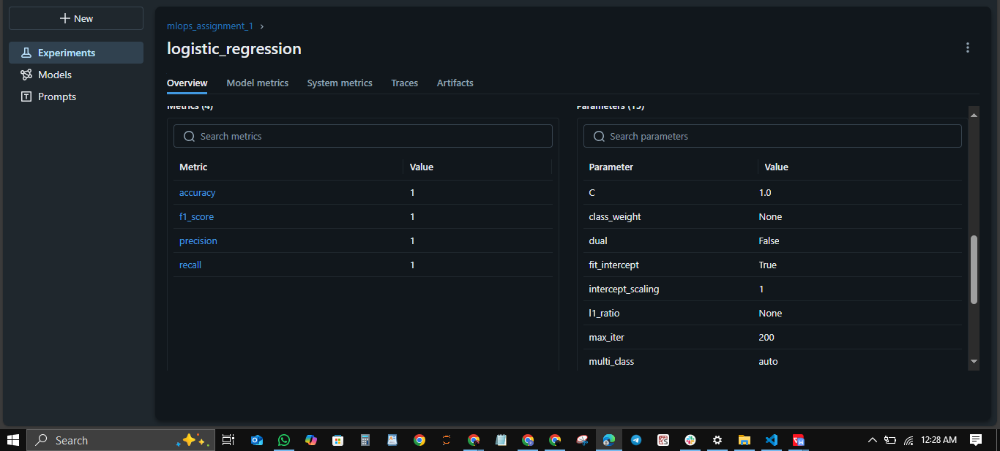 New
Experiments
Models
Prompts
mlops_assignment_1 ›
logistic_regression
Overview Model metrics System metrics Traces Artifacts
Metrics (4)
Search metrics
Metric Value
accuracy 1
f1_score 1
precision 1
recall 1
Parameters (15)
Search parameters
Parameter Value
C 1.0
class_weight None
dual False
fit_intercept True
intercept_scaling 1
l1_ratio None
max_iter 200
multi_class auto
Search
12:28 AM